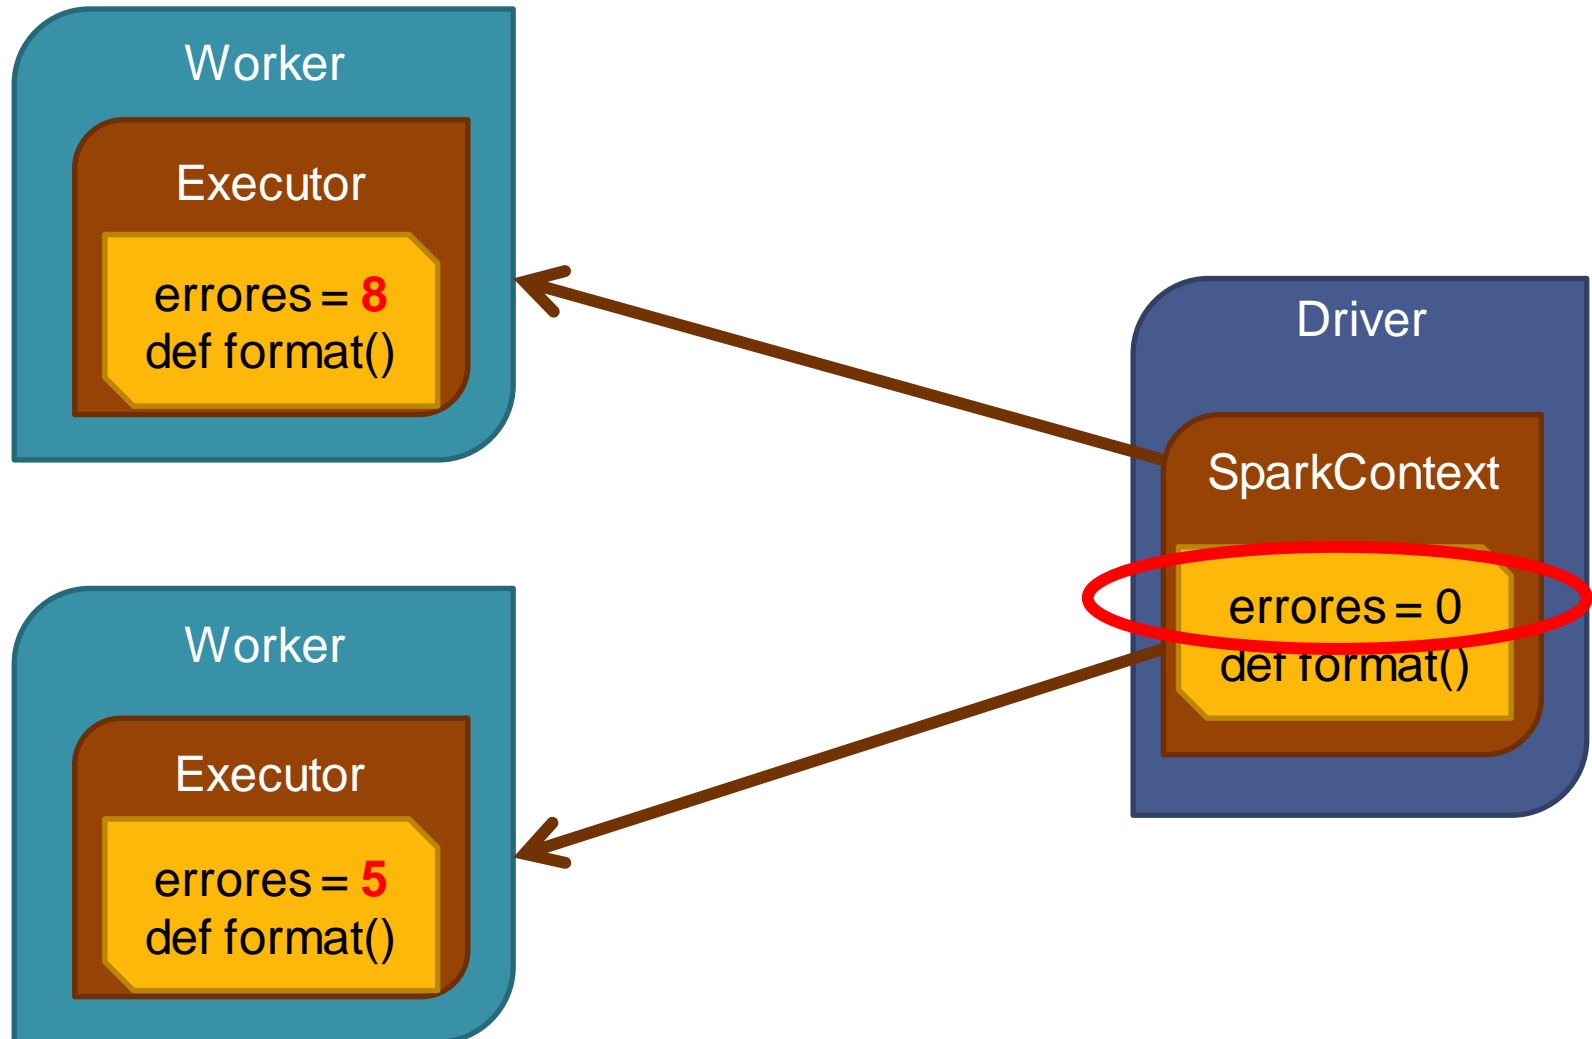 Worker
Executor
errores = 8
def format()
Driver
SparkContext
errores = 0
def format()
Worker
Executor
errores = 5
def format()